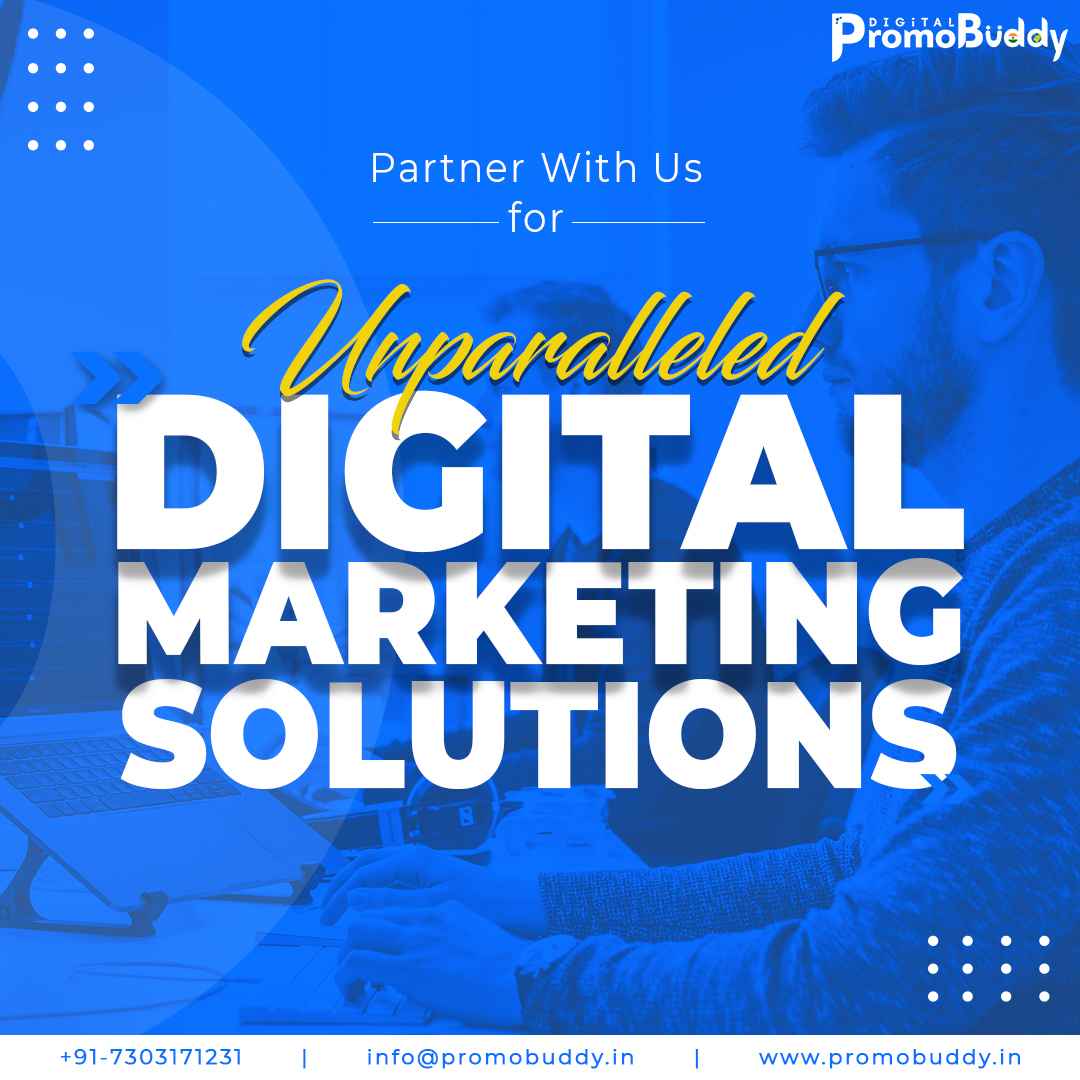 DIGiTAL
PromoBuddy
Partner With Us
for
Unparalleled
DIGITAL
MARKETING
SOLUTIONS
+91-7303171231 | info@promobuddy.in | www.promobuddy.in